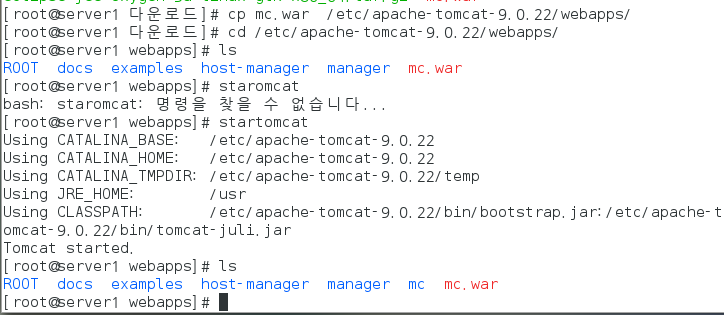 [root@server1 다운로드]# cp mc.war  /etc/apache-tomcat-9.0.22/webapps/
[root@server1 다운로드]# cd /etc/apache-tomcat-9.0.22/webapps/
[root@server1 webapps]# ls
ROOT  docs  examples  host-manager  manager  mc.war
[root@server1 webapps]# staromcat
bash: staromcat: 명령을 찾을 수 없습니다...
[root@server1 webapps]# startomcat
Using CATALINA_BASE:   /etc/apache-tomcat-9.0.22
Using CATALINA_HOME:   /etc/apache-tomcat-9.0.22
Using CATALINA_TMPDIR: /etc/apache-tomcat-9.0.22/temp
Using JRE_HOME:        /usr
Using CLASSPATH:       /etc/apache-tomcat-9.0.22/bin/bootstrap.jar:/etc/apache-t
omcat-9.0.22/bin/tomcat-juli.jar
Tomcat started.
[root@server1 webapps]# ls
ROOT  docs  examples  host-manager  manager  mc  mc.war
[root@server1 webapps]#